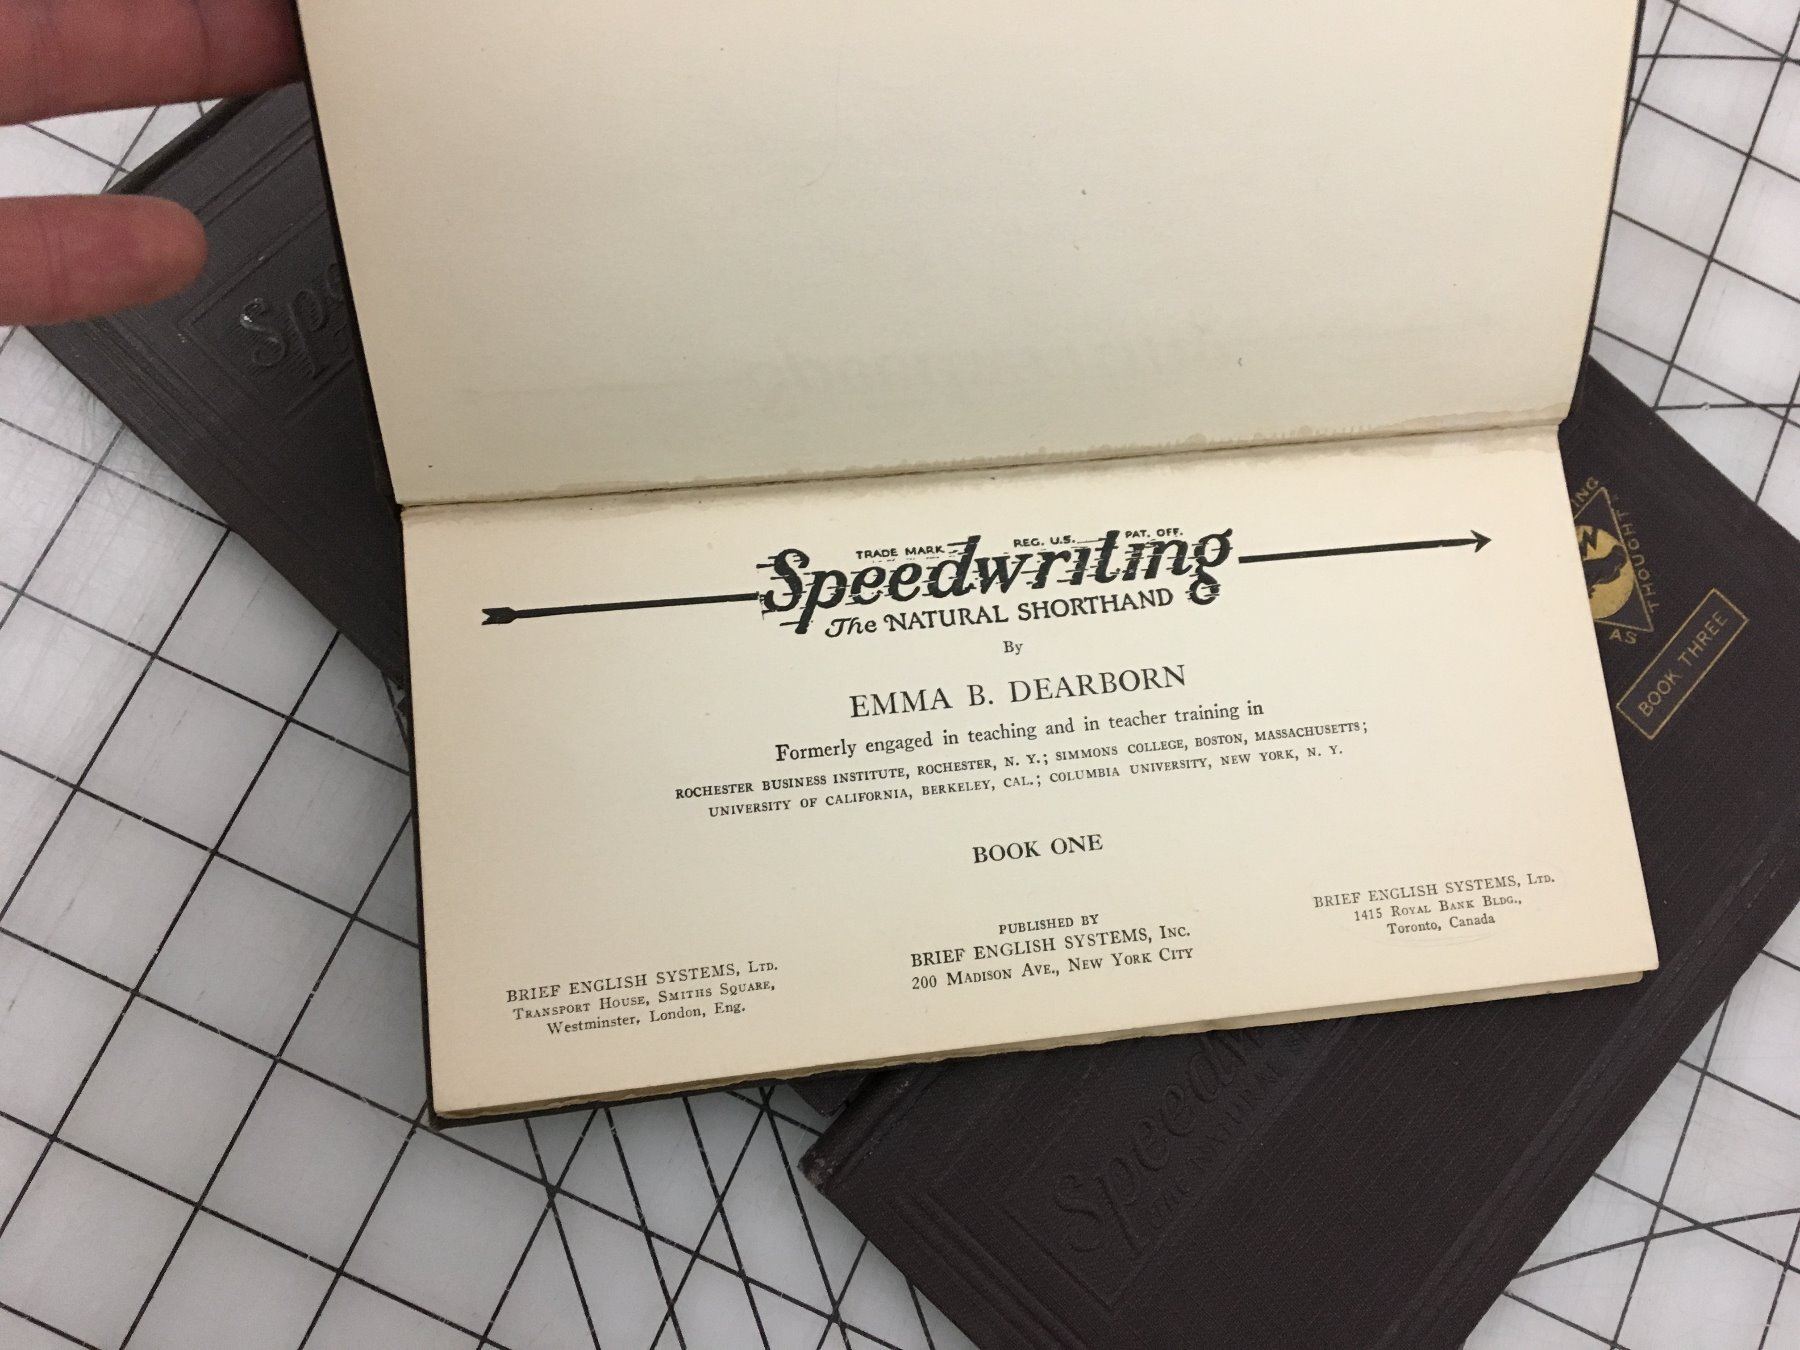 TRADE MARK REG. U.S. PAT. OFF.
Speedwriting
The NATURAL SHORTHAND
By
EMMA B. DEARBORN
Formerly engaged in teaching and in teacher training in
ROCHESTER BUSINESS INSTITUTE, ROCHESTER, N. Y.; SIMMONS COLLEGE, BOSTON, MASSACHUSETTS;
UNIVERSITY OF CALIFORNIA, BERKELEY, CAL.; COLUMBIA UNIVERSITY, NEW YORK, N. Y.
BOOK ONE
PUBLISHED BY
BRIEF ENGLISH SYSTEMS, INC.
200 MADISON AVE., NEW YORK CITY
BRIEF ENGLISH SYSTEMS, LTD.
1415 ROYAL BANK BLDG.,
Toronto, Canada
BRIEF ENGLISH SYSTEMS, LTD.
TRANSPORT HOUSE, SMITHS SQUARE,
Westminster, London, Eng.
AS THOUGHT
BOOK THREE